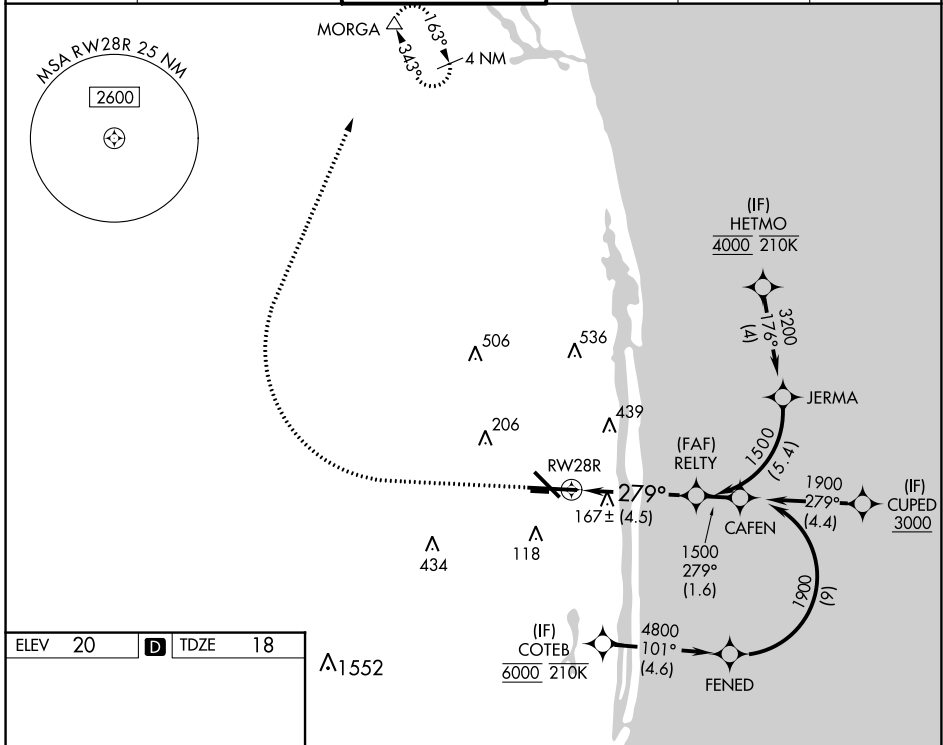 MORGA
163°
343°
4 NM
MSA RW28R 25 NM
2600
(IF)
HETMO
4000 210K
3200
176°
(4)
JERMA
1500
(5.4)
506
536
206
439
RW28R
279°
167± (4.5)
(FAF)
RELTY
CAFEN
1900
279°
(4.4)
(IF)
CUPED
3000
1500
279°
(1.6)
434
118
1900
(9)
(IF)
COTEB
6000 210K
4800
101°
(4.6)
FENED
ELEV 20 D TDZE 18
1552